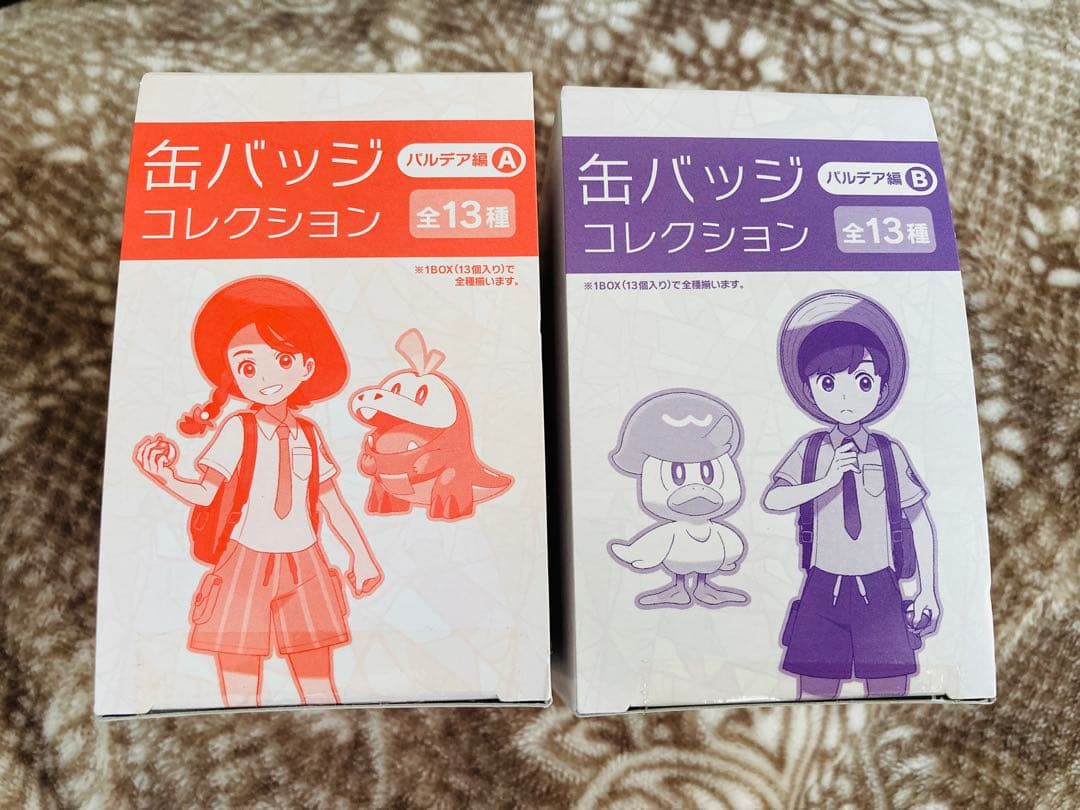 缶バッジ
パルデア編 A
コレクション
全13種
※1BOX(13個入り)で
全種揃います。
缶バッジ
パルデア編 B
コレクション
全13種
※1BOX(13個入り)で全種揃います。